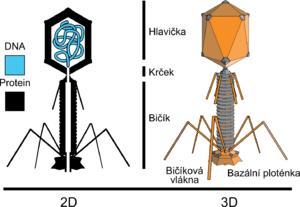 DNA
Protein
Hlavička
Krček
Bičík
Bičíková
vlákna
Bazální ploténka
2D
3D